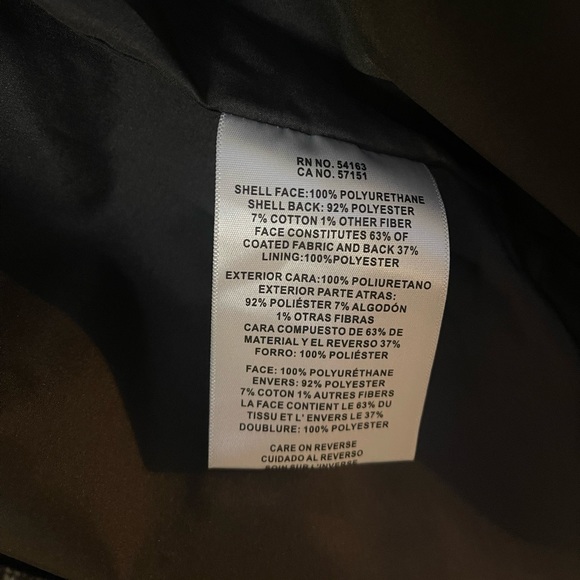 RN NO. 54163
CA NO. 57151
SHELL FACE:100% POLYURETHANE
SHELL BACK: 92% POLYESTER
7% COTTON 1% OTHER FIBER
FACE CONSTITUTES 63% OF
COATED FABRIC AND BACK 37%
LINING:100%POLYESTER
EXTERIOR CARA:100% POLIURETANO
EXTERIOR PARTE ATRAS:
92% POLIÉSTER 7% ALGODÓN
1% OTRAS FIBRAS
CARA COMPUESTO DE 63% DE
MATERIAL Y EL REVERSO 37%
FORRO: 100% POLIÉSTER
FACE: 100% POLYURÉTHANE
ENVERS: 92% POLYESTER
7% COTON 1% AUTRES FIBERS
LA FACE CONTIENT LE 63% DU
TISSU ET L' ENVERS LE 37%
DOUBLURE: 100% POLYESTER
CARE ON REVERSE
CUIDADO AL REVERSO
SOIN SUR L'INVERSE